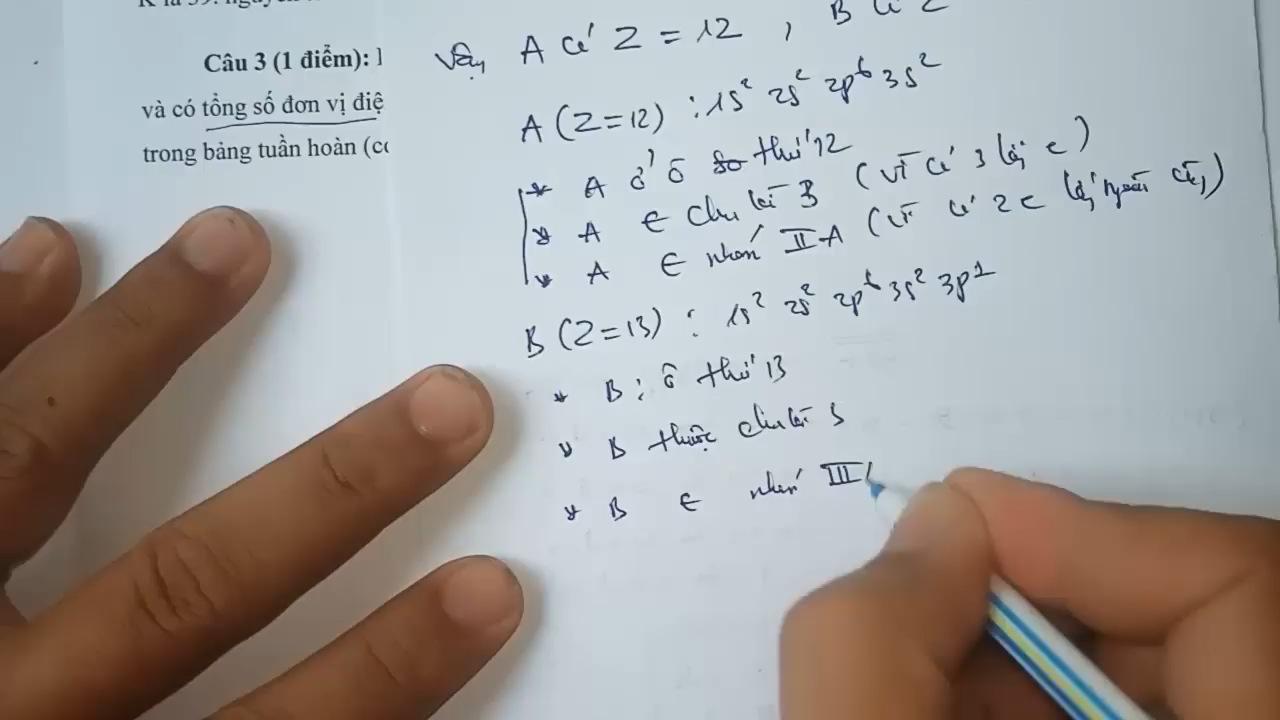 Câu 3 (1 điểm):
và có tổng số đơn vị điệ
trong bảng tuần hoàn (cc
Vậy A có Z = 12 , B
A (Z=12) : 1s² 2s² 2p⁶ 3s²
* A ở ô thứ 12
* A ∈ chu kì 3 (vì có 3 lớp e)
* A ∈ nhóm IIA (vì có 2e lớp ngoài cùng)
B (Z=13) : 1s² 2s² 2p⁶ 3s² 3p¹
* B : ô thứ 13
* B thuộc chu kì 3
* B ∈ nhóm III